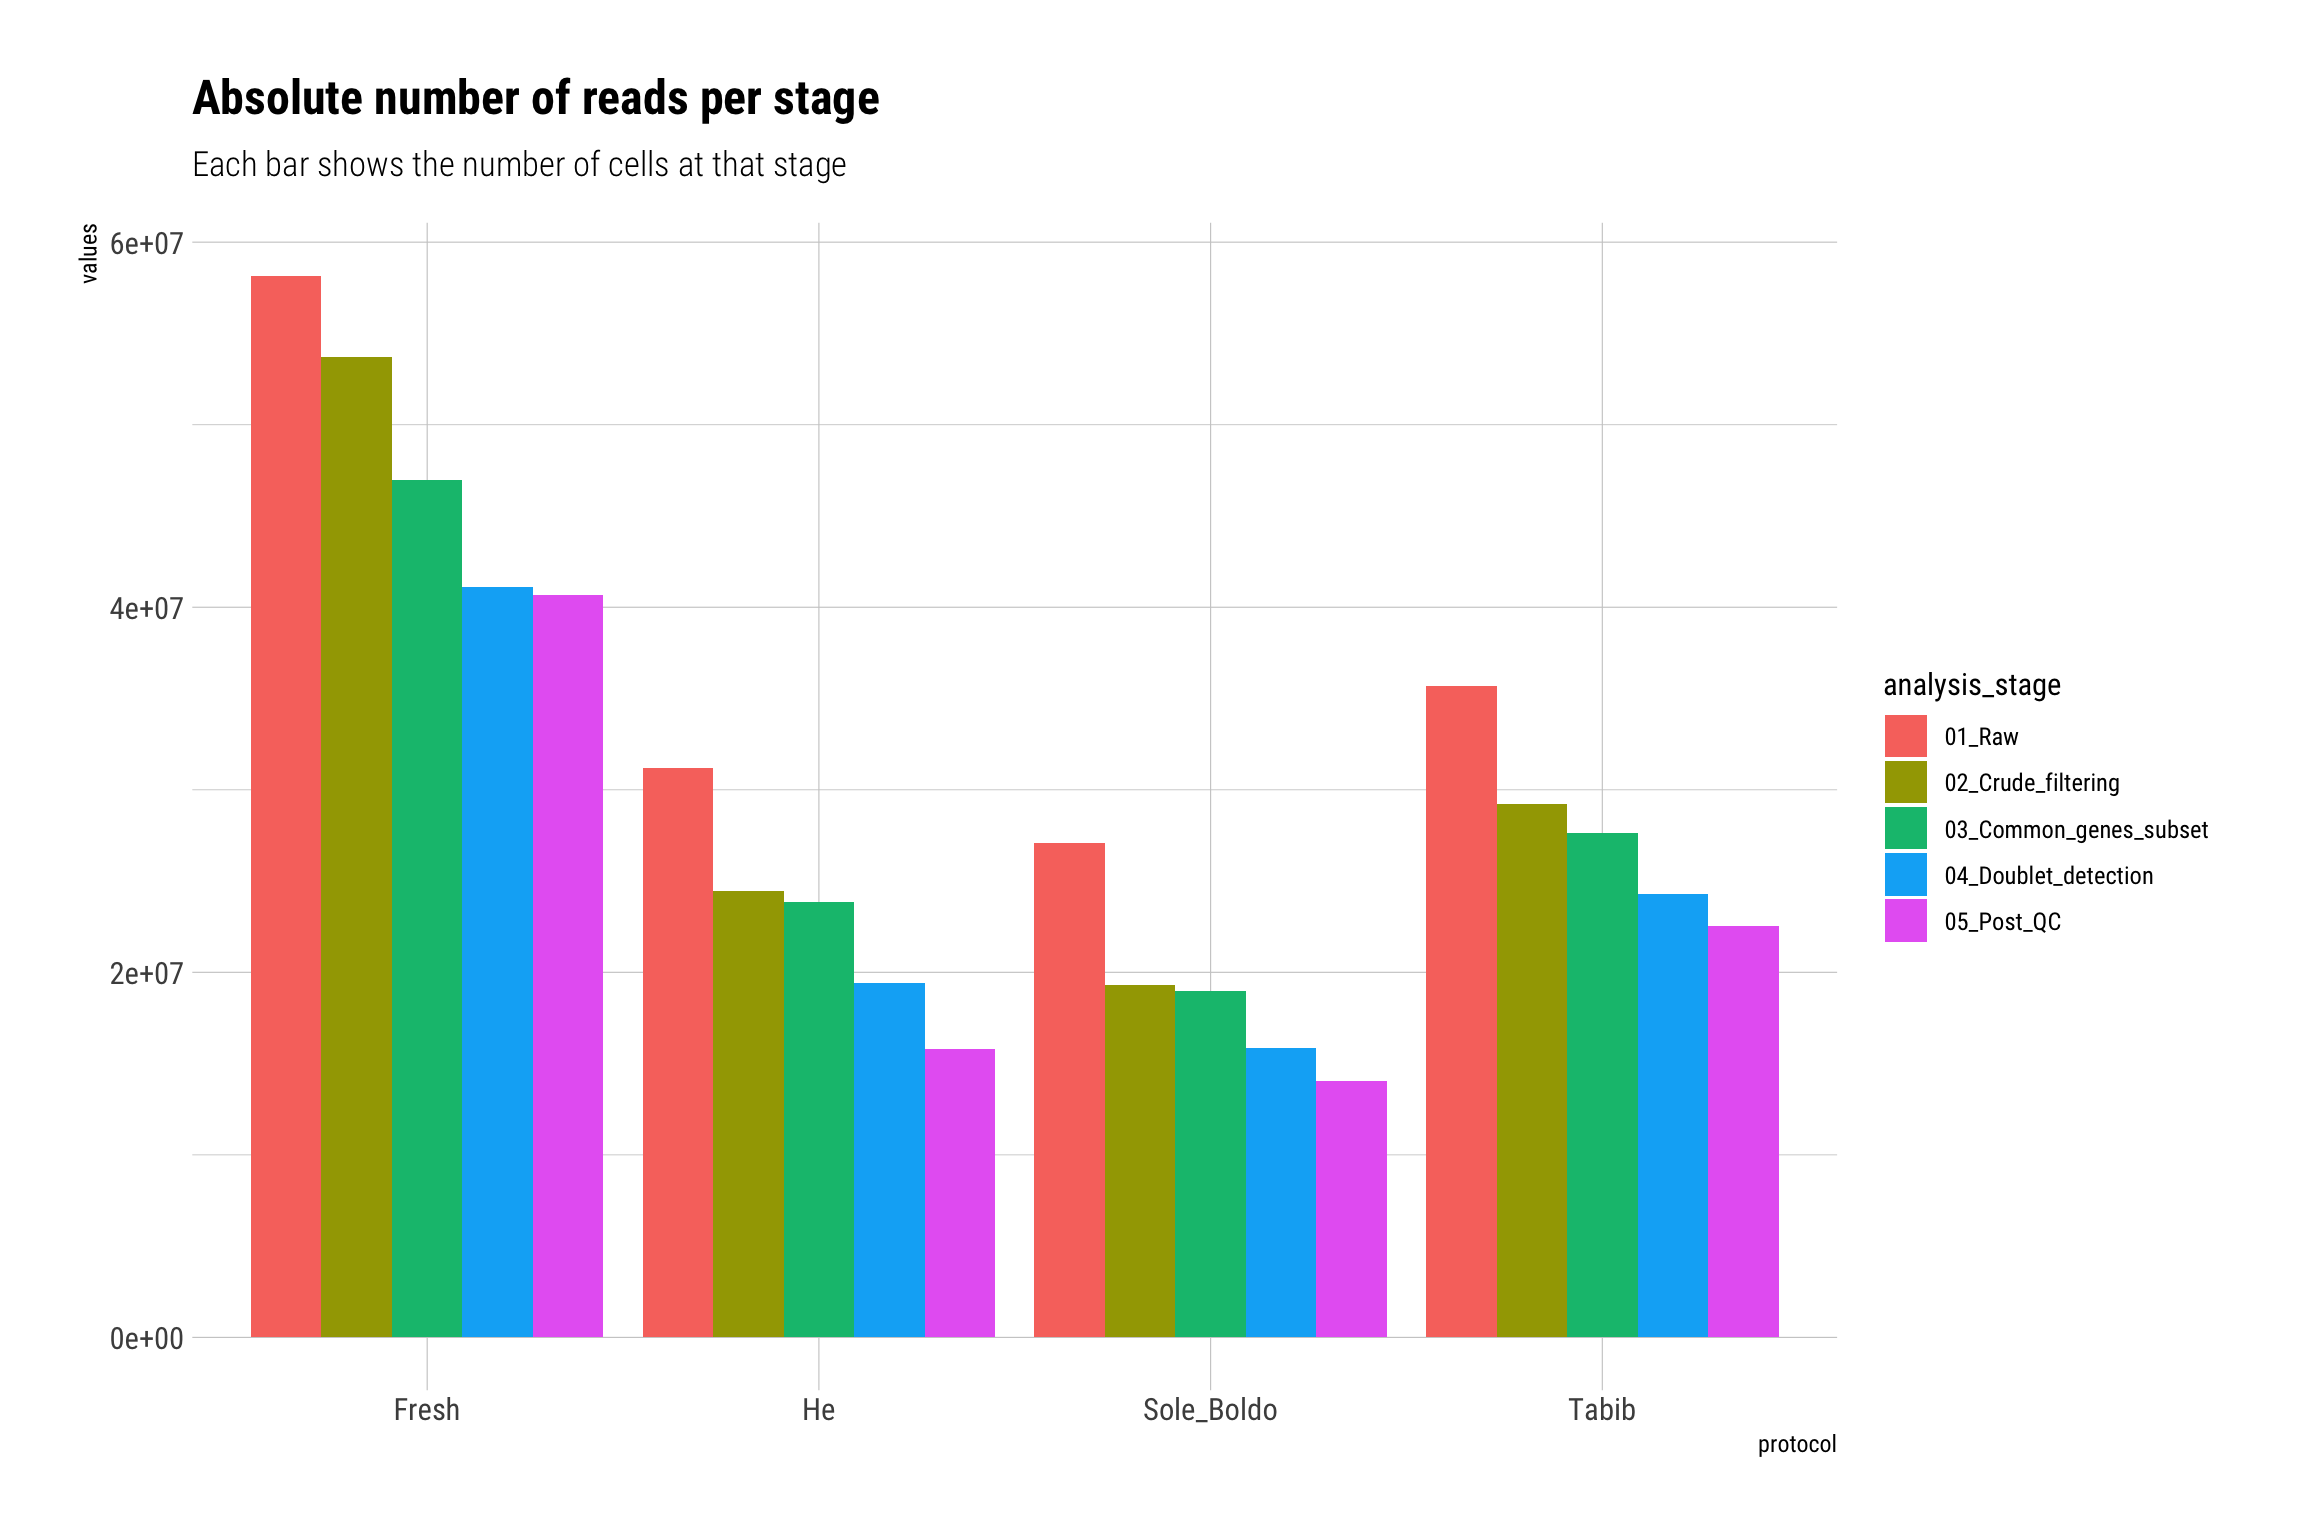 Absolute number of reads per stage
Each bar shows the number of cells at that stage
values
6e+07
4e+07
2e+07
0e+00
Fresh
He
Sole_Boldo
Tabib
protocol
analysis_stage
01_Raw
02_Crude_filtering
03_Common_genes_subset
04_Doublet_detection
05_Post_QC